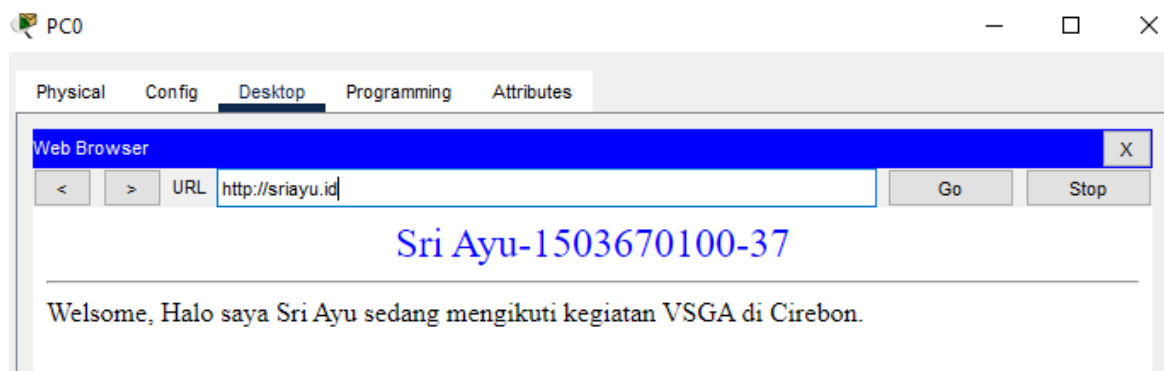 PC0
Physical Config Desktop Programming Attributes
Web Browser X
< > URL http://sriayu.id Go Stop
Sri Ayu-1503670100-37
Welsome, Halo saya Sri Ayu sedang mengikuti kegiatan VSGA di Cirebon.